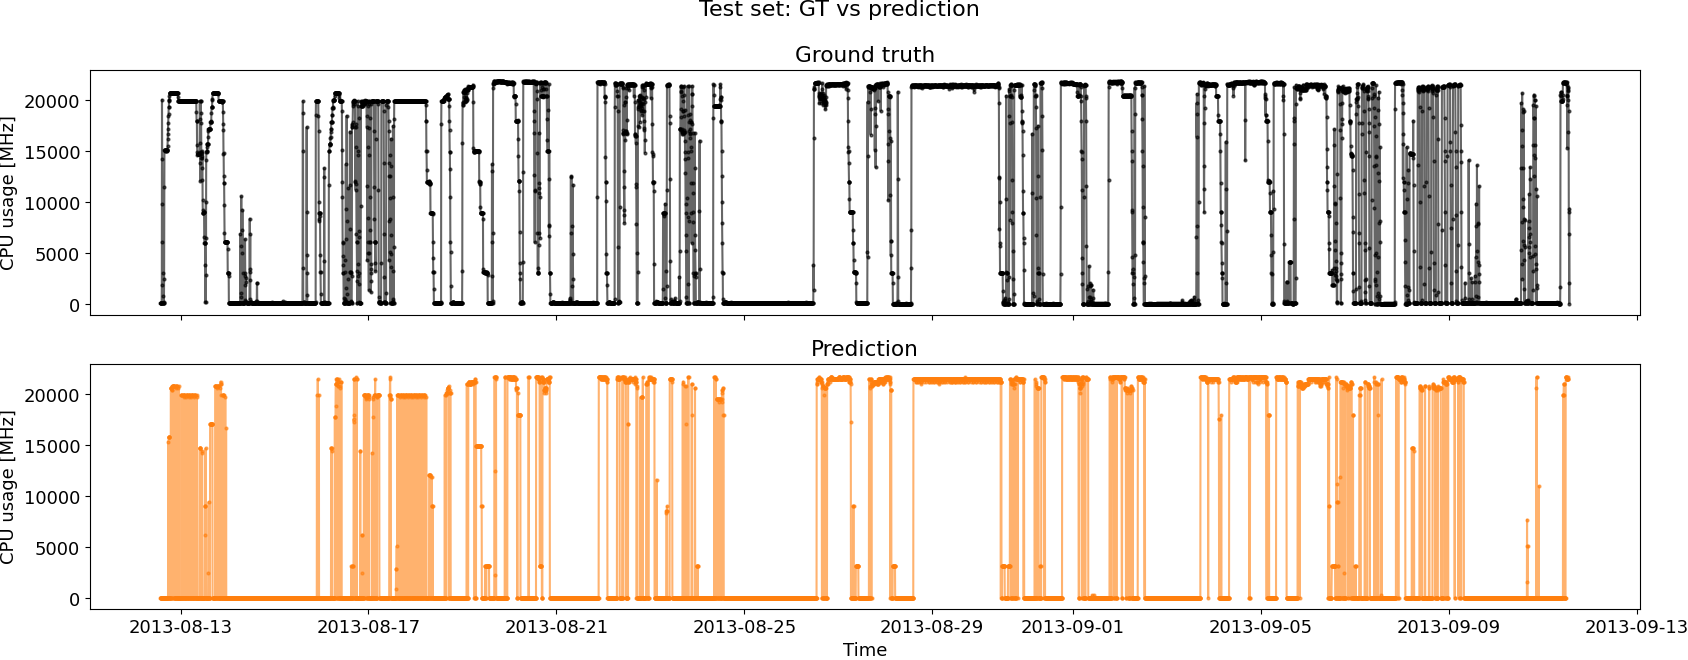 Test set: GT vs prediction
Ground truth
CPU usage [MHz]
20000
15000
10000
5000
0
Prediction
CPU usage [MHz]
20000
15000
10000
5000
0
2013-08-13 2013-08-17 2013-08-21 2013-08-25 2013-08-29 2013-09-01 2013-09-05 2013-09-09 2013-09-13
Time